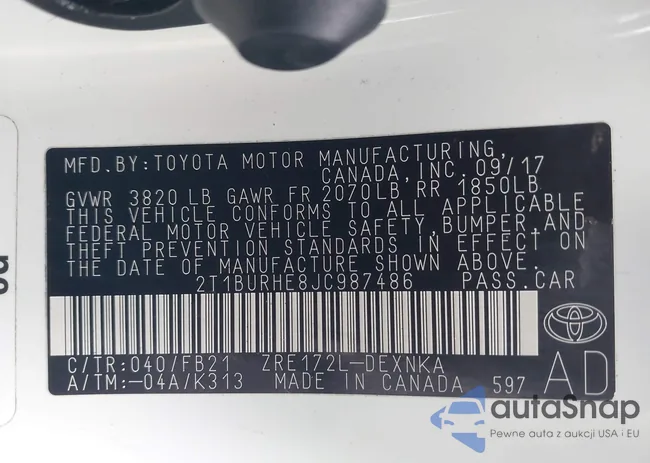 MFD.BY:TOYOTA MOTOR MANUFACTURING,
CANADA, INC. 09/17
GVWR 3820 LB GAWR FR 2070LB RR 1850LB
THIS VEHICLE CONFORMS TO ALL APPLICABLE
FEDERAL MOTOR VEHICLE SAFETY,BUMPER,AND
THEFT PREVENTION STANDARDS IN EFFECT ON
THE DATE OF MANUFACTURE SHOWN ABOVE.
2T1BURHE8JC987486 PASS.CAR
C/TR:040/FB21 ZRE172L-DEXNKA
A/TM:-04A/K313 MADE IN CANADA 597
AD
autaSnap
Pewne auta z aukcji USA i EU